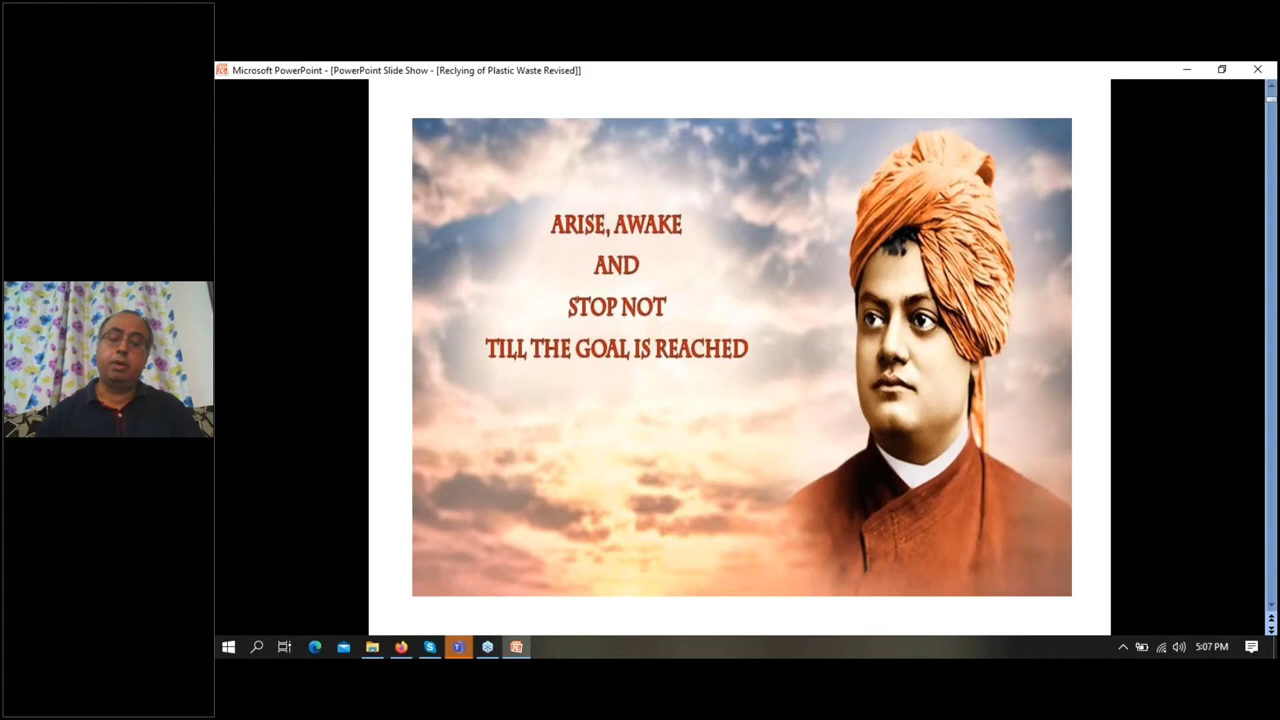 Microsoft PowerPoint - [PowerPoint Slide Show - [Reclying of Plastic Waste Revised]]
ARISE, AWAKE
AND
STOP NOT
TILL THE GOAL IS REACHED
5:07 PM